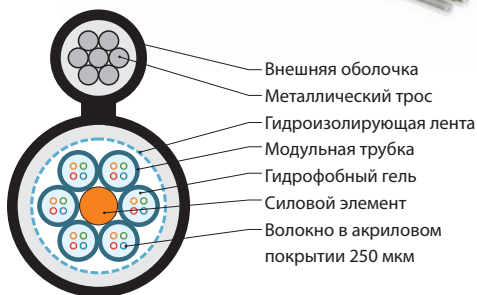 Внешняя оболочка
Металлический трос
Гидроизолирующая лента
Модульная трубка
Гидрофобный гель
Силовой элемент
Волокно в акриловом
покрытии 250 мкм